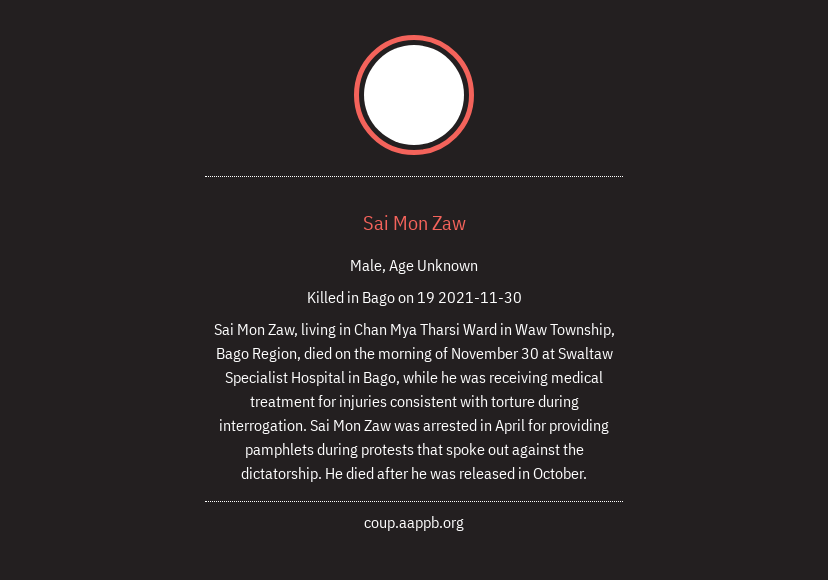 Sai Mon Zaw
Male, Age Unknown
Killed in Bago on 19 2021-11-30
Sai Mon Zaw, living in Chan Mya Tharsi Ward in Waw Township,
Bago Region, died on the morning of November 30 at Swaltaw
Specialist Hospital in Bago, while he was receiving medical
treatment for injuries consistent with torture during
interrogation. Sai Mon Zaw was arrested in April for providing
pamphlets during protests that spoke out against the
dictatorship. He died after he was released in October.
coup.aappb.org